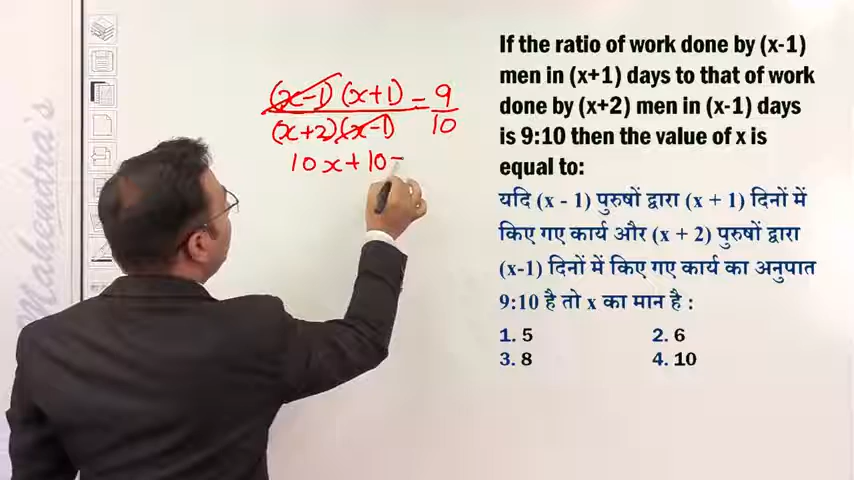 If the ratio of work done by (x-1)
men in (x+1) days to that of work
done by (x+2) men in (x-1) days
is 9:10 then the value of x is
equal to:
यदि (x - 1) पुरुषों द्वारा (x + 1) दिनों में
किए गए कार्य और (x + 2) पुरुषों द्वारा
(x-1) दिनों में किए गए कार्य का अनुपात
9:10 है तो x का मान है :
1. 5 2. 6
3. 8 4. 10
(x-1) (x+1) = 9
(x+2)(x-1) 10
10x+10=
Mahendra's